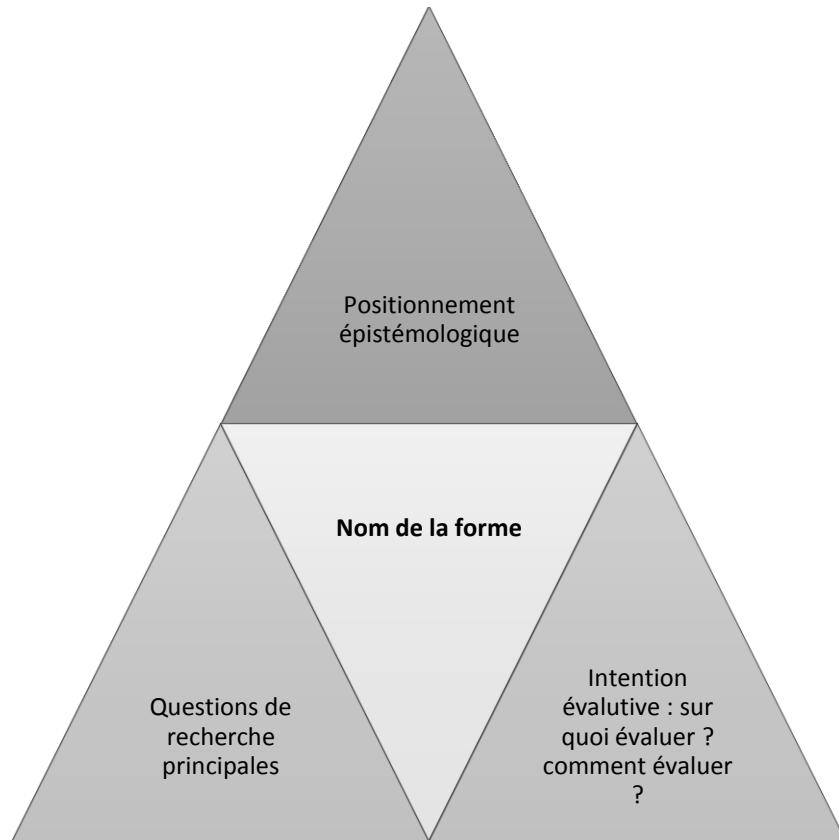 Positionnement
épistémologique
Nom de la forme
Questions de
recherche
principales
Intention
évalutive : sur
quoi évaluer ?
comment évaluer
?